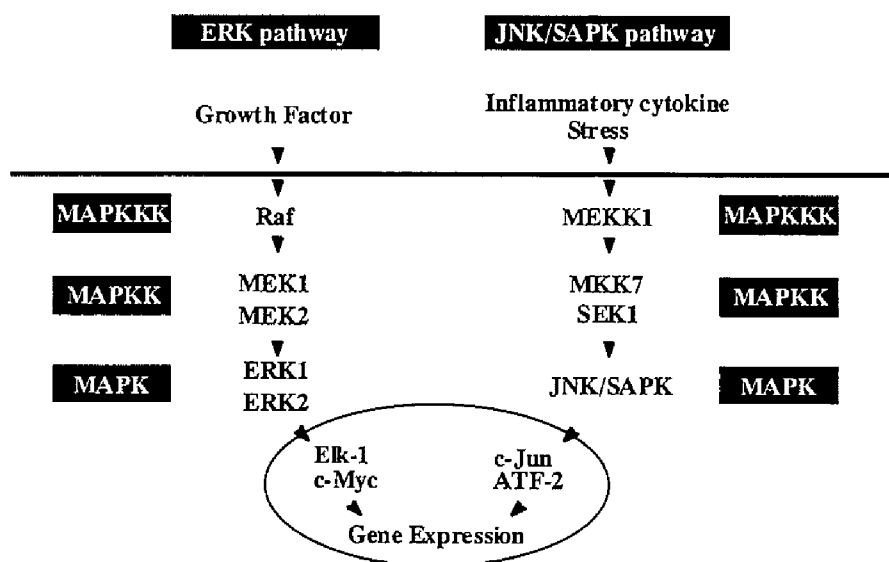 ERK pathway
JNK/SAPK pathway
Growth Factor
Inflammatory cytokine
Stress
MAPKKK
Raf
MEKK1
MAPKKK
MAPKK
MEK1
MEK2
MKK7
SEK1
MAPKK
MAPK
ERK1
ERK2
JNK/SAPK
MAPK
Elk-1
c-Myc
c-Jun
ATF-2
Gene Expression